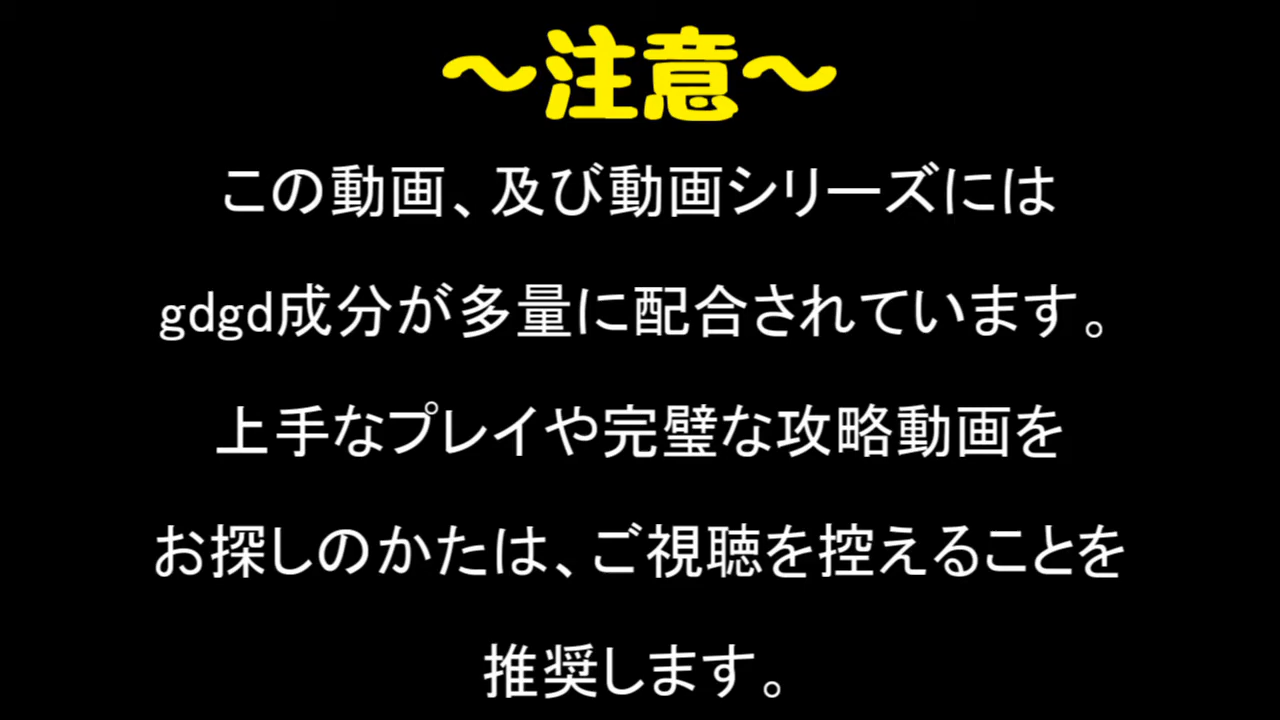 ～注意～
この動画、及び動画シリーズには
gdgd成分が多量に配合されています。
上手なプレイや完璧な攻略動画を
お探しのかたは、ご視聴を控えることを
推奨します。